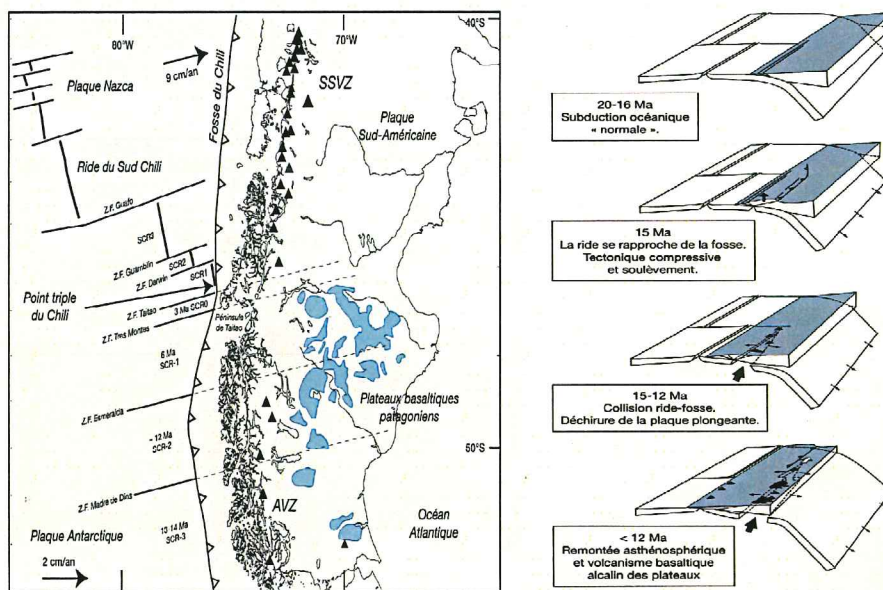 80°W
70°W
40°S
9 cm/an
Plaque Nazca
Fosse du Chili
SSVZ
Plaque
Sud-Américaine
Ride du Sud Chili
Z.F. Guafo
SCR3
Z.F. Guamblin
SCR2
Z.F. Darwin
SCR1
Point triple
du Chili
Z.F. Taitao
3 Ma SCR0
Z.F. Tres Montes
Péninsule
de Taitao
6 Ma
SCR-1
Plateaux basaltiques
patagoniens
Z.F. Esmeralda
~ 12 Ma
SCR-2
50°S
Z.F. Madre de Dios
AVZ
Océan
Atlantique
13-14 Ma
SCR-3
Plaque Antarctique
2 cm/an
20-16 Ma
Subduction océanique
« normale ».
15 Ma
La ride se rapproche de la fosse.
Tectonique compressive
et soulèvement.
15-12 Ma
Collision ride-fosse.
Déchirure de la plaque plongeante.
< 12 Ma
Remontée asthénosphérique
et volcanisme basaltique
alcalin des plateaux